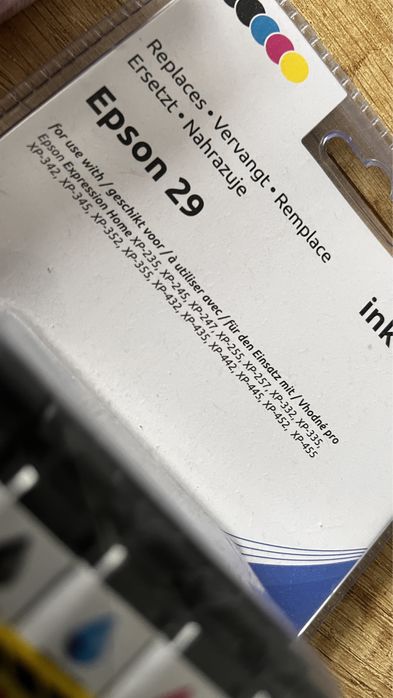 Replaces • Vervangt • Remplace
Ersetzt • Nahrazuje
Epson 29
for use with / geschikt voor / à utiliser avec / für den Einsatz mit / Vhodné pro
Epson Expression Home XP-235, XP-245, XP-247, XP-255, XP-257, XP-332, XP-335,
XP-342, XP-345, XP-352, XP-355, XP-432, XP-435, XP-442, XP-445, XP-452, XP-455
ink